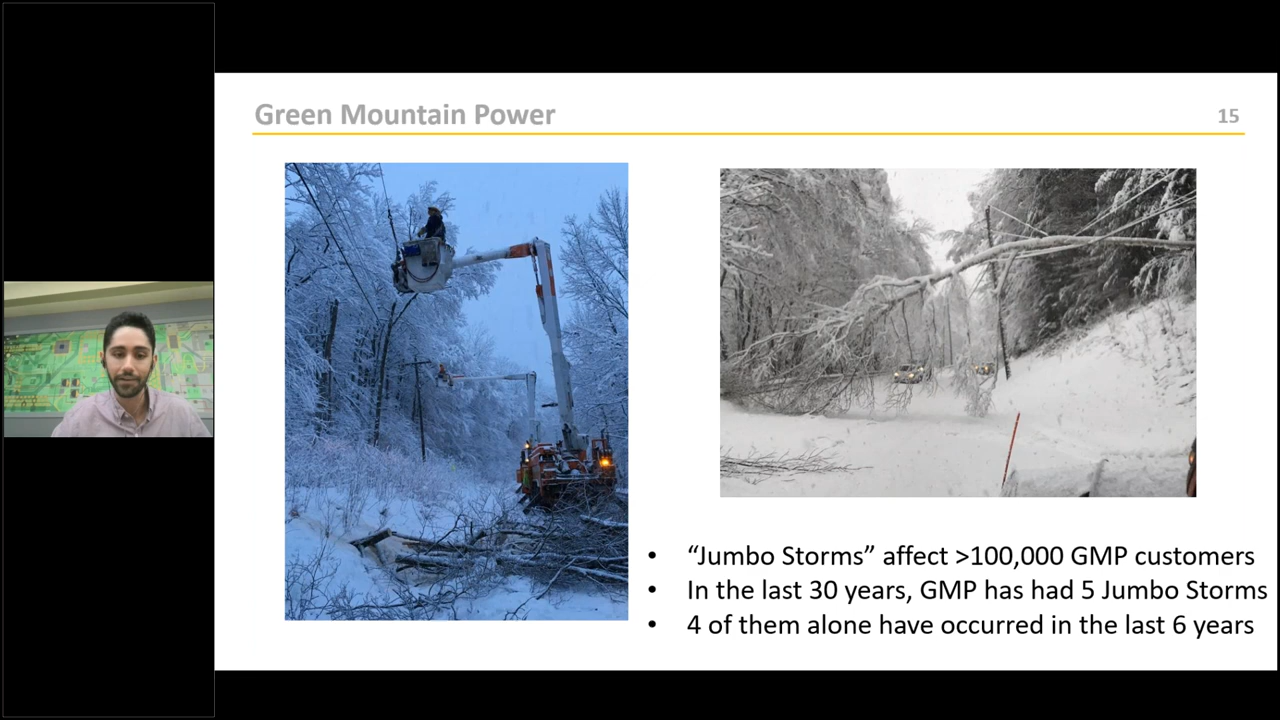 Green Mountain Power
15
• “Jumbo Storms” affect >100,000 GMP customers
• In the last 30 years, GMP has had 5 Jumbo Storms
• 4 of them alone have occurred in the last 6 years